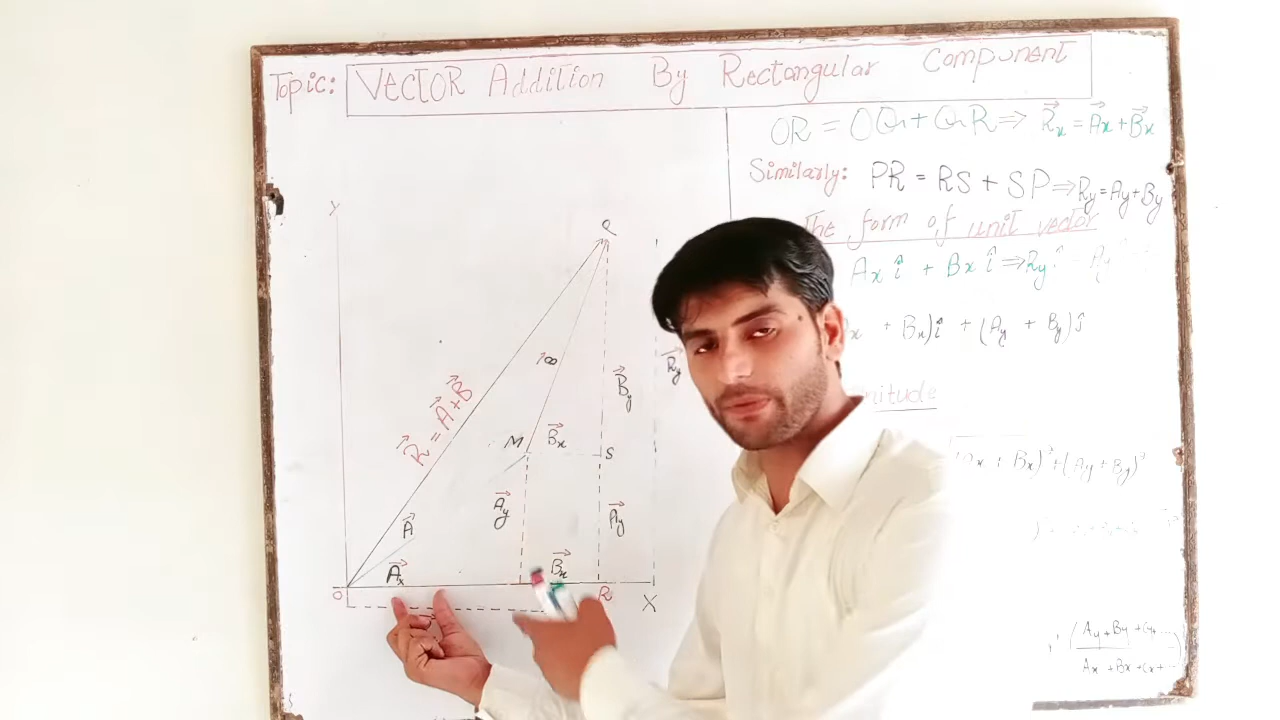 Topic: VECTOR Addition By Rectangular Component
OR = OQ + QR ⇒ R⃗x = A⃗x + B⃗x
Similarly: PR = RS + SP ⇒ Ry = Ay + By
The form of unit vector
Ax î + Bx î ⇒ Ry ĵ
+ Bx)î + (Ay + By)ĵ
nitude
+ Bx)² + (Ay + By)²
Ay + By + Cy + ...
Ax + Bx + Cx + ...
Y
R⃗ = A⃗ + B⃗
B⃗y
R⃗y
M
B⃗x
S
A⃗y
A⃗y
A⃗
A⃗x
B⃗x
O
R
X